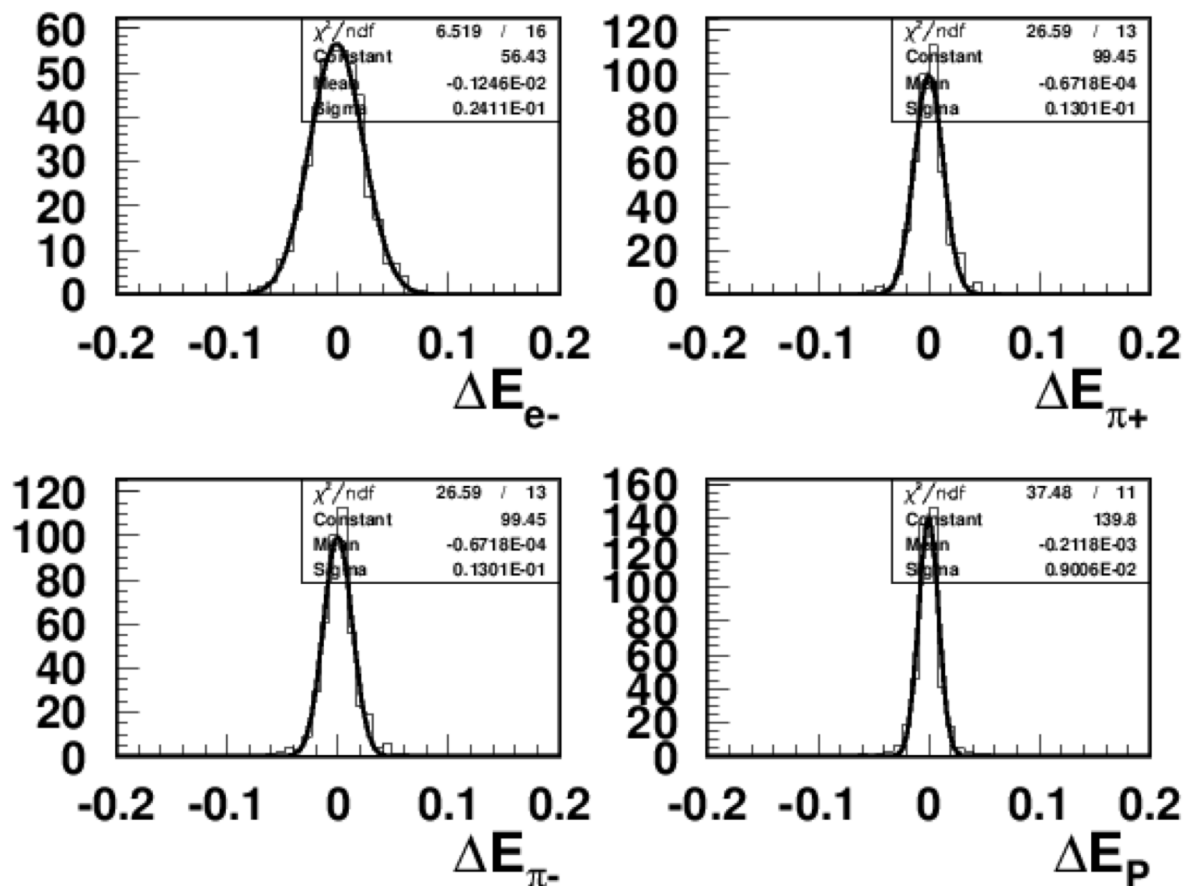 χ²/ndf 6.519 / 16
Constant 56.43
Mean -0.1246E-02
Sigma 0.2411E-01
60
50
40
30
20
10
0
-0.2 -0.1 0 0.1 0.2
ΔE e-
χ²/ndf 26.59 / 13
Constant 99.45
Mean -0.6718E-04
Sigma 0.1301E-01
120
100
80
60
40
20
0
-0.2 -0.1 0 0.1 0.2
ΔE π+
χ²/ndf 26.59 / 13
Constant 99.45
Mean -0.6718E-04
Sigma 0.1301E-01
120
100
80
60
40
20
0
-0.2 -0.1 0 0.1 0.2
ΔE π-
χ²/ndf 37.48 / 11
Constant 139.8
Mean -0.2118E-03
Sigma 0.9006E-02
160
140
120
100
80
60
40
20
0
-0.2 -0.1 0 0.1 0.2
ΔE P